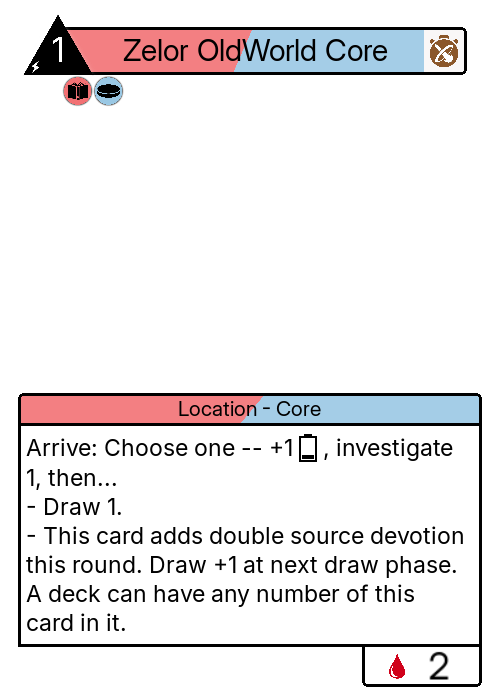 1
Zelor OldWorld Core
Location - Core
Arrive: Choose one -- +1 , investigate
1, then...
- Draw 1.
- This card adds double source devotion
this round. Draw +1 at next draw phase.
A deck can have any number of this
card in it.
2